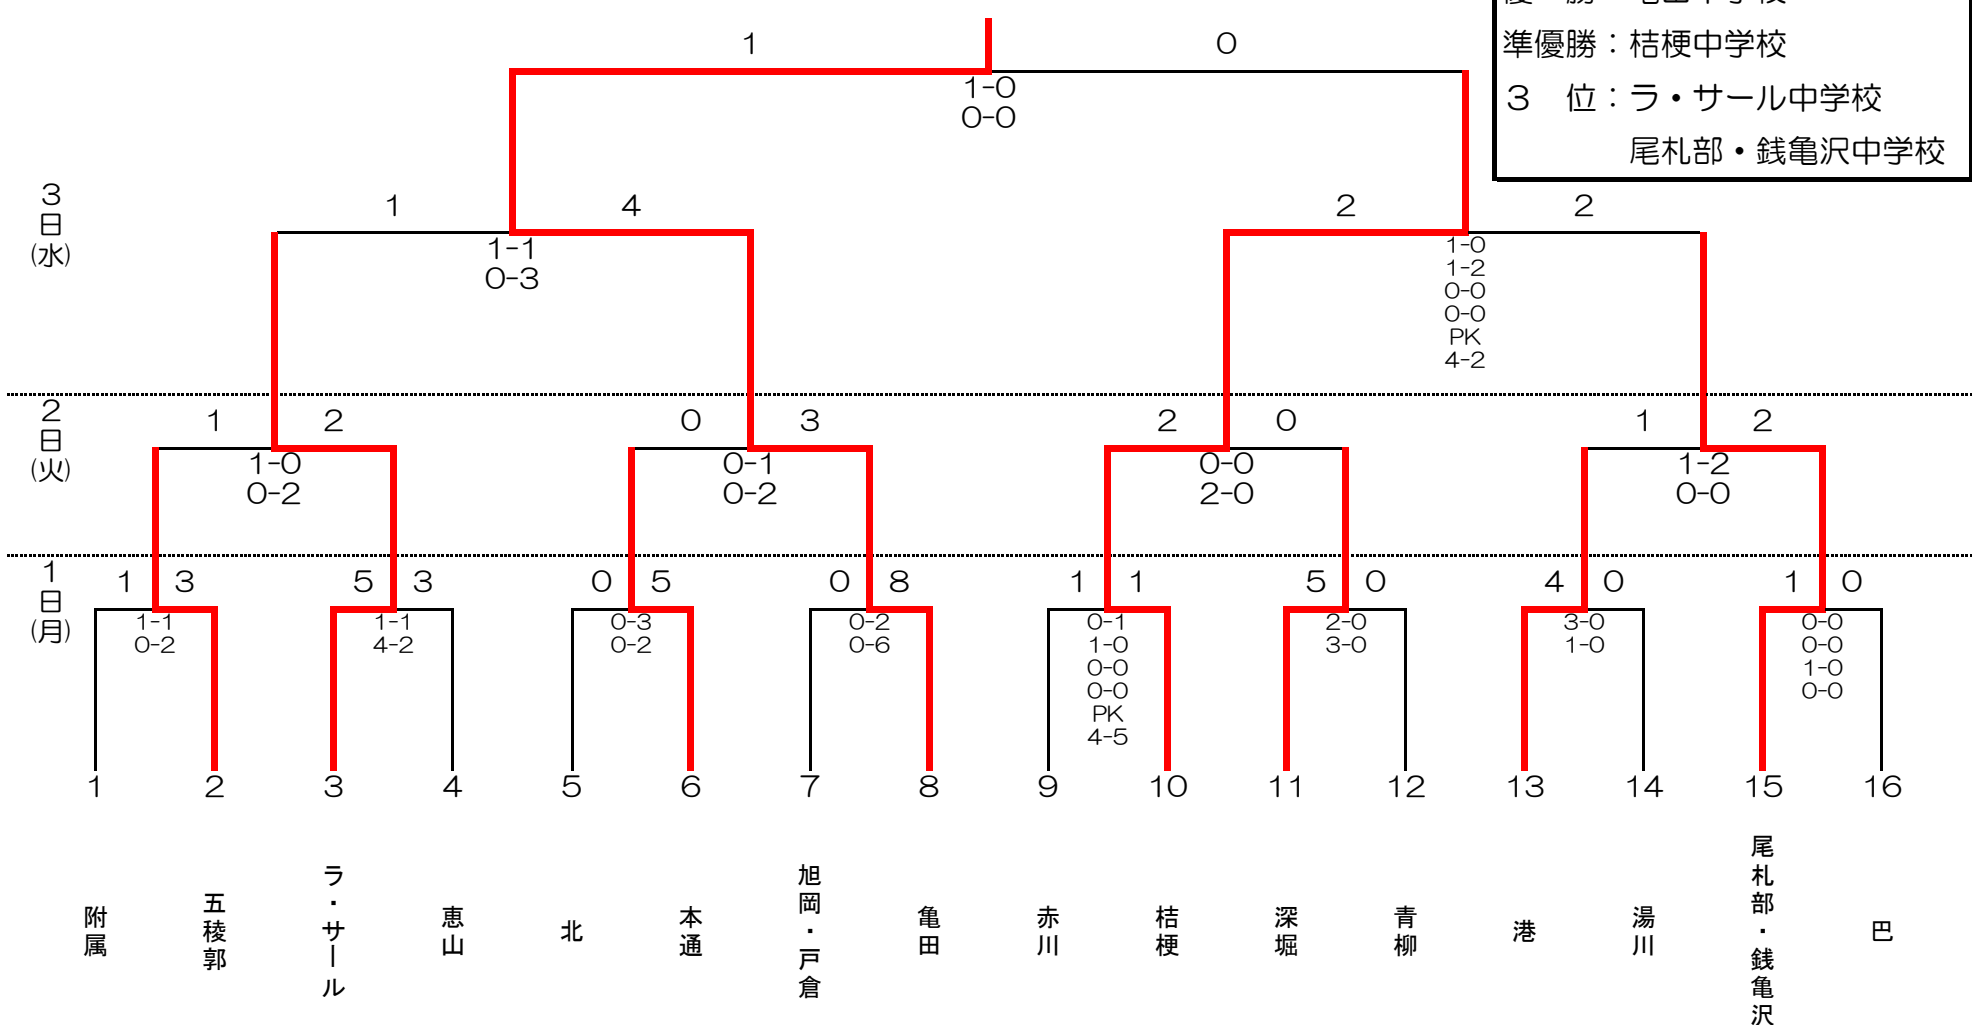 準優勝：桔梗中学校
３　位：ラ・サール中学校
尾札部・銭亀沢中学校
1 0
1-0
0-0
3日(水)
1 4
1-1
0-3
2 2
1-0
1-2
0-0
0-0
PK
4-2
2日(火)
1 2
1-0
0-2
0 3
0-1
0-2
2 0
0-0
2-0
1 2
1-2
0-0
1日(月)
1 3
1-1
0-2
5 3
1-1
4-2
0 5
0-3
0-2
0 8
0-2
0-6
1 1
0-1
1-0
0-0
0-0
PK
4-5
5 0
2-0
3-0
4 0
3-0
1-0
1 0
0-0
0-0
1-0
0-0
1 2 3 4 5 6 7 8 9 10 11 12 13 14 15 16
附属
五稜郭
ラ・サール
恵山
北
本通
旭岡・戸倉
亀田
赤川
桔梗
深堀
青柳
港
湯川
尾札部・銭亀沢
巴